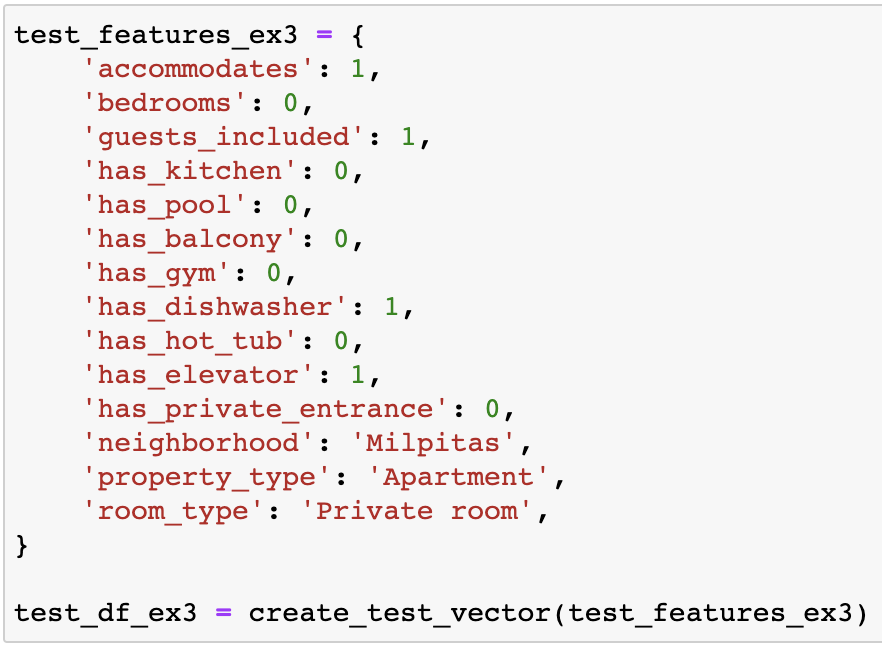 test_features_ex3 = {
    'accommodates': 1,
    'bedrooms': 0,
    'guests_included': 1,
    'has_kitchen': 0,
    'has_pool': 0,
    'has_balcony': 0,
    'has_gym': 0,
    'has_dishwasher': 1,
    'has_hot_tub': 0,
    'has_elevator': 1,
    'has_private_entrance': 0,
    'neighborhood': 'Milpitas',
    'property_type': 'Apartment',
    'room_type': 'Private room',
}

test_df_ex3 = create_test_vector(test_features_ex3)